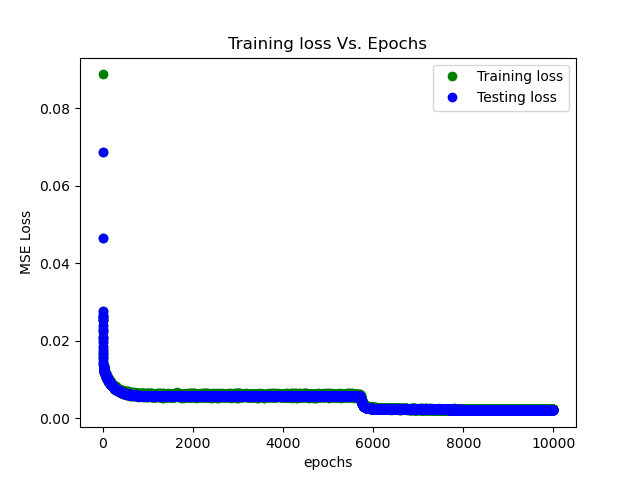 Training loss Vs. Epochs
Training loss
Testing loss
MSE Loss
0.08
0.06
0.04
0.02
0.00
0 2000 4000 6000 8000 10000
epochs